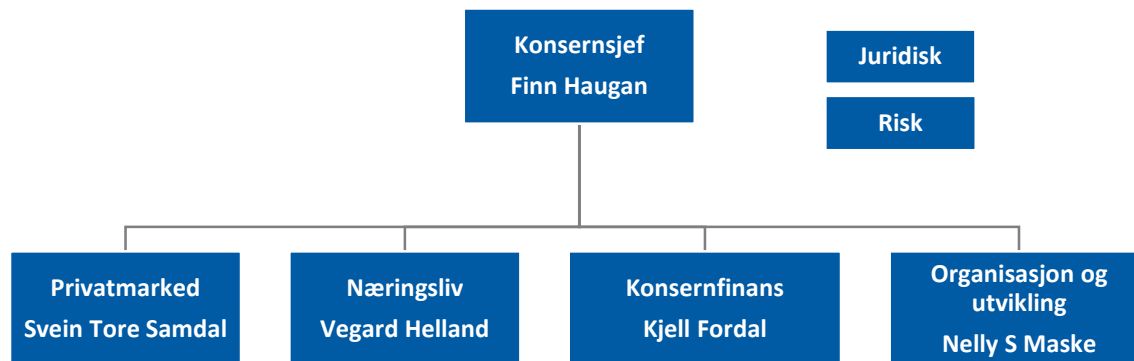 Konsernsjef
Finn Haugan
Juridisk
Risk
Privatmarked
Svein Tore Samdal
Næringsliv
Vegard Helland
Konsernfinans
Kjell Fordal
Organisasjon og
utvikling
Nelly S Maske